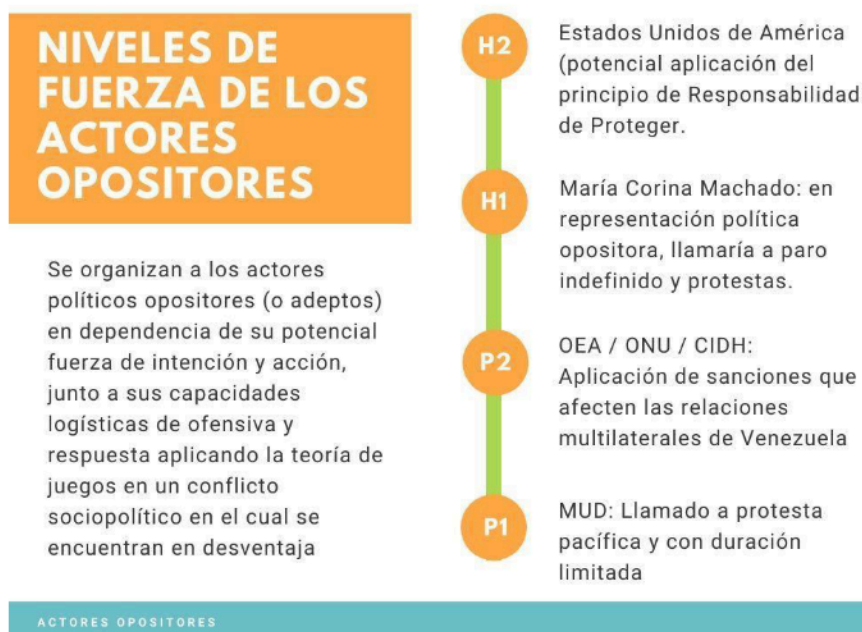 NIVELES DE
FUERZA DE LOS
ACTORES
OPOSITORES
Se organizan a los actores
políticos opositores (o adeptos)
en dependencia de su potencial
fuerza de intención y acción,
junto a sus capacidades
logísticas de ofensiva y
respuesta aplicando la teoría de
juegos en un conflicto
sociopolítico en el cual se
encuentran en desventaja
H2
Estados Unidos de América
(potencial aplicación del
principio de Responsabilidad
de Proteger.
H1
María Corina Machado: en
representación política
opositora, llamaría a paro
indefinido y protestas.
P2
OEA / ONU / CIDH:
Aplicación de sanciones que
afecten las relaciones
multilaterales de Venezuela
P1
MUD: Llamado a protesta
pacífica y con duración
limitada
ACTORES OPOSITORES